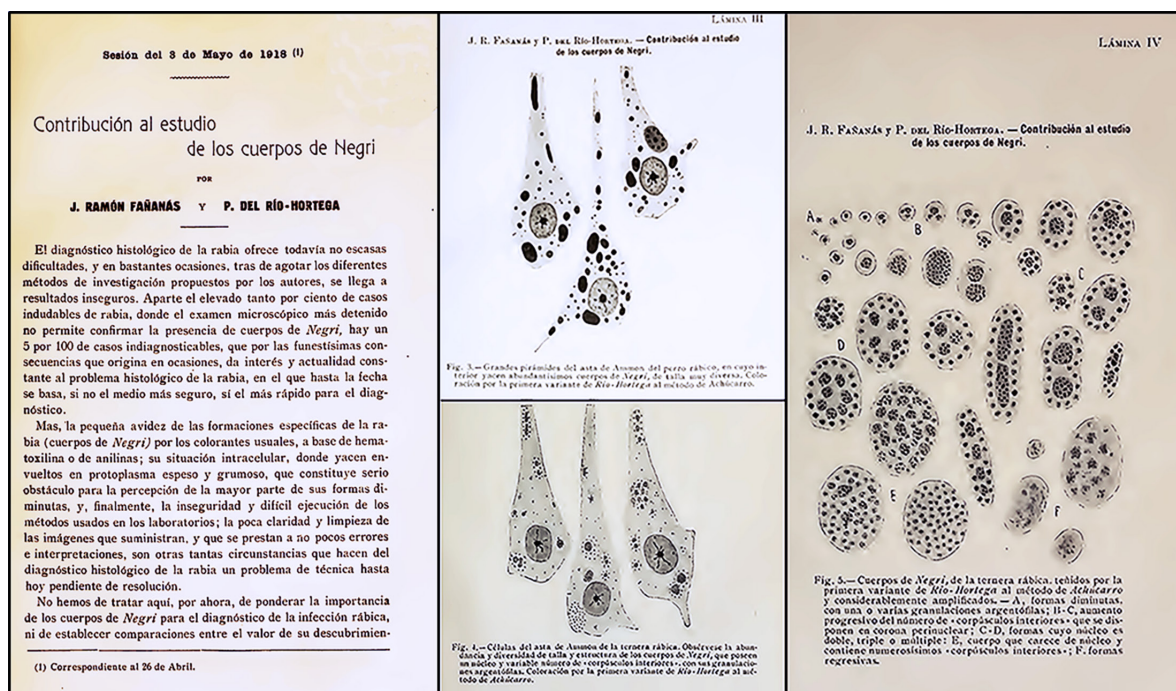 Sesión del 3 de Mayo de 1918 (1)
Contribución al estudio
de los cuerpos de Negri
POR
J. RAMÓN FAÑANÁS Y P. DEL RÍO-HORTEGA
El diagnóstico histológico de la rabia ofrece todavía no escasas
dificultades, y en bastantes ocasiones, tras de agotar los diferentes
métodos de investigación propuestos por los autores, se llega a
resultados inseguros. Aparte el elevado tanto por ciento de casos
indudables de rabia, donde el examen microscópico más detenido
no permite confirmar la presencia de cuerpos de Negri, hay un
5 por 100 de casos indiagnosticables, que por las funestísimas con-
secuencias que origina en ocasiones, da interés y actualidad cons-
tante al problema histológico de la rabia, en el que hasta la fecha
se basa, si no el medio más seguro, sí el más rápido para el diag-
nóstico.
Mas, la pequeña avidez de las formaciones específicas de la ra-
bia (cuerpos de Negri) por los colorantes usuales, a base de hema-
toxilina o de anilinas; su situación intracelular, donde yacen en-
vueltos en protoplasma espeso y grumoso, que constituye serio
obstáculo para la percepción de la mayor parte de sus formas di-
minutas, y, finalmente, la inseguridad y difícil ejecución de los
métodos usados en los laboratorios; la poca claridad y limpieza de
las imágenes que suministran, y que se prestan a no pocos errores
e interpretaciones, son otras tantas circunstancias que hacen del
diagnóstico histológico de la rabia un problema de técnica hasta
hoy pendiente de resolución.
No hemos de tratar aquí, por ahora, de ponderar la importancia
de los cuerpos de Negri para el diagnóstico de la infección rábica,
ni de establecer comparaciones entre el valor de su descubrimien-
(1) Correspondiente al 26 de Abril.
LÁMINA III
J. R. FAÑANÁS Y P. DEL RÍO-HORTEGA. — Contribución al estudio
de los cuerpos de Negri.
Fig. 3.—Grandes pirámides del asta de Ammon del perro rábico, en cuyo in-
terior yacen abundantísimos cuerpos de Negri, de talla muy diversa. Colo-
ración por la primera variante de Río-Hortega al método de Achúcarro.
Fig. 4.—Células del asta de Ammon de la ternera rábica. Obsérvese la abun-
dancia y diversidad de talla y estructura de los cuerpos de Negri, que poseen
un núcleo y variable número de «corpúsculos interiores», con sus granulacio-
nes argentófilas. Coloración por la primera variante de Río-Hortega al mé-
todo de Achúcarro.
LÁMINA IV
J. R. FAÑANÁS Y P. DEL RÍO-HORTEGA. — Contribución al estudio
de los cuerpos de Negri.
A
B
C
D
E
F
Fig. 5.—Cuerpos de Negri, de la ternera rábica, teñidos por la
primera variante de Río-Hortega al método de Achúcarro
y considerablemente amplificados.— A, formas diminutas,
con una o varias granulaciones argentófilas; B-C, aumento
progresivo del número de «corpúsculos interiores» que se dis-
ponen en corona perinuclear; C-D, formas cuyo núcleo es
doble, triple o múltiple; E, cuerpo que carece de núcleo y
contiene numerosísimos «corpúsculos interiores»; F, formas
regresivas.